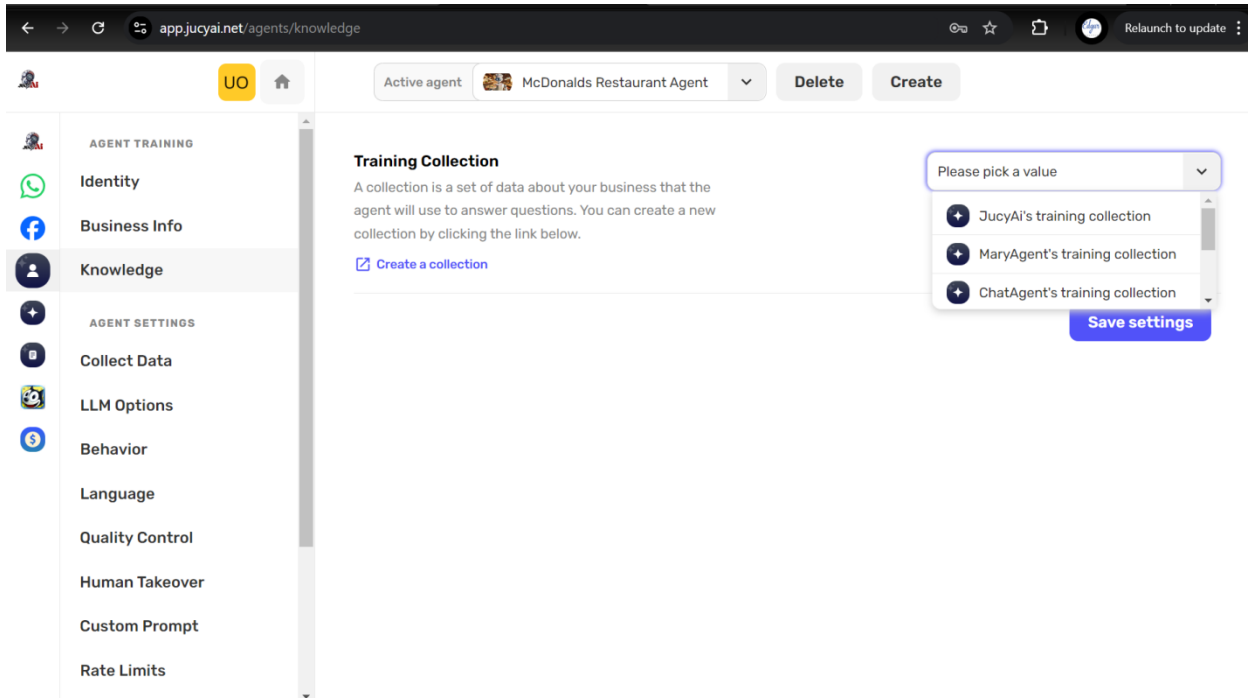 app.jucyai.net/agents/knowledge
Relaunch to update
UO
Active agent
McDonalds Restaurant Agent
Delete
Create
AGENT TRAINING
Identity
Business Info
Knowledge
AGENT SETTINGS
Collect Data
LLM Options
Behavior
Language
Quality Control
Human Takeover
Custom Prompt
Rate Limits
Training Collection
A collection is a set of data about your business that the
agent will use to answer questions. You can create a new
collection by clicking the link below.
Create a collection
Please pick a value
JucyAi's training collection
MaryAgent's training collection
ChatAgent's training collection
Save settings